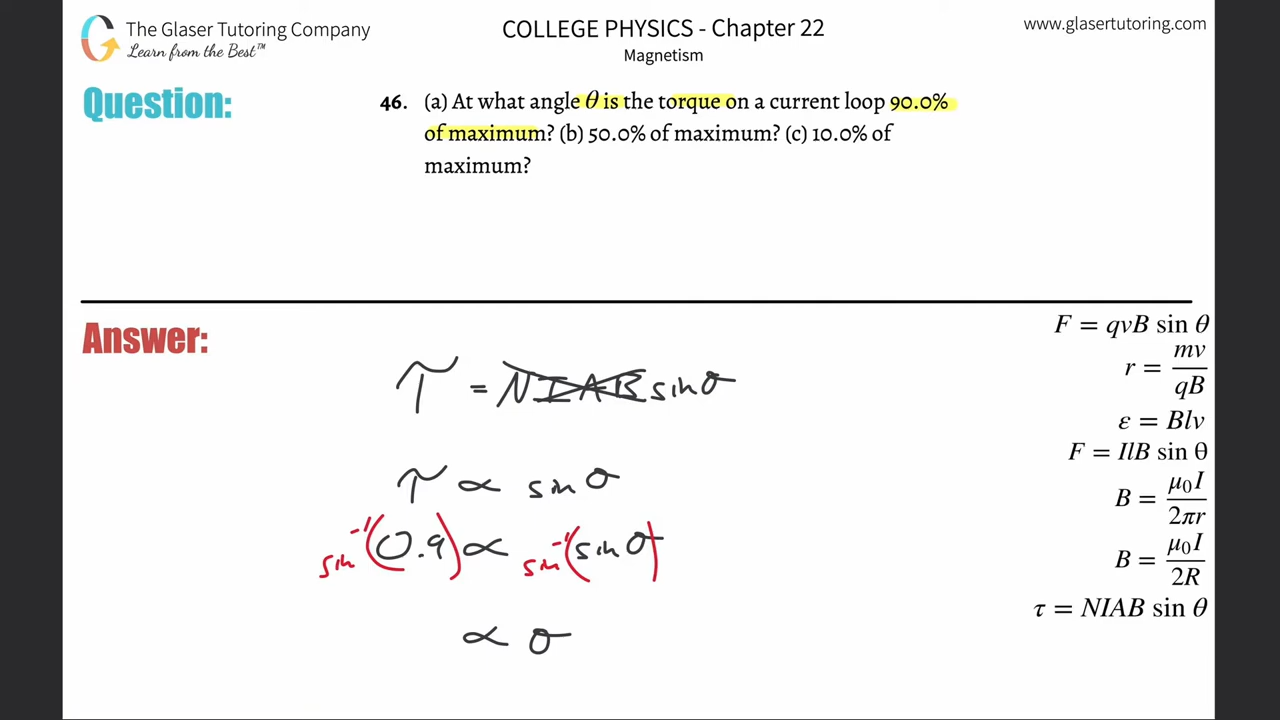 The Glaser Tutoring Company
Learn from the Best™
COLLEGE PHYSICS - Chapter 22
Magnetism
www.glasertutoring.com
Question:
46. (a) At what angle θ is the torque on a current loop 90.0%
of maximum? (b) 50.0% of maximum? (c) 10.0% of
maximum?
Answer:
τ = NIAB sin θ
τ ∝ sin θ
sin⁻¹(0.9) ∝ sin⁻¹(sin θ)
∝ θ
F = qvB sin θ
r = mv/qB
ε = Blv
F = IlB sin θ
B = μ₀I/2πr
B = μ₀I/2R
τ = NIAB sin θ